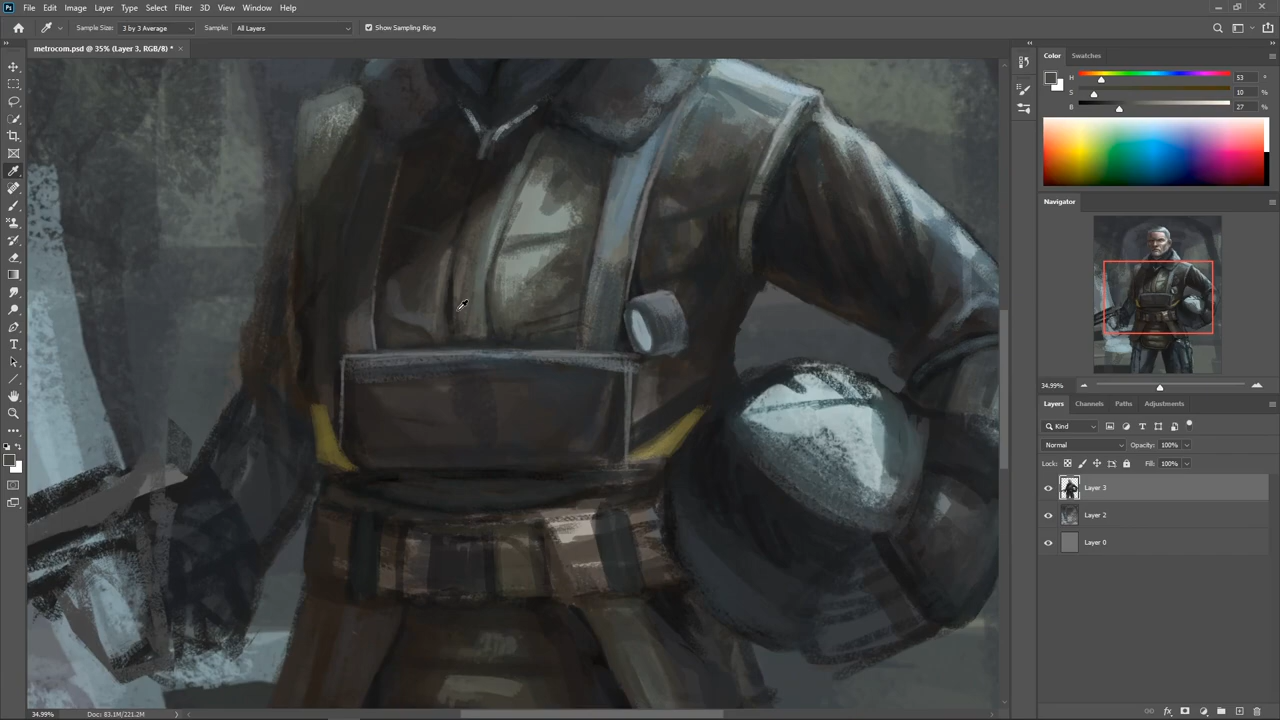 Ps File Edit Image Layer Type Select Filter 3D View Window Help
Sample Size: 3 by 3 Average Sample: All Layers Show Sampling Ring
metrocom.psd @ 35% (Layer 3, RGB/8) * ×
Color Swatches
H 53 °
S 10 %
B 27 %
Navigator
34.99%
Layers Channels Paths Adjustments
Kind
Normal Opacity: 100%
Lock: Fill: 100%
Layer 3
Layer 2
Layer 0
34.99% Doc: 83.1M/221.2M